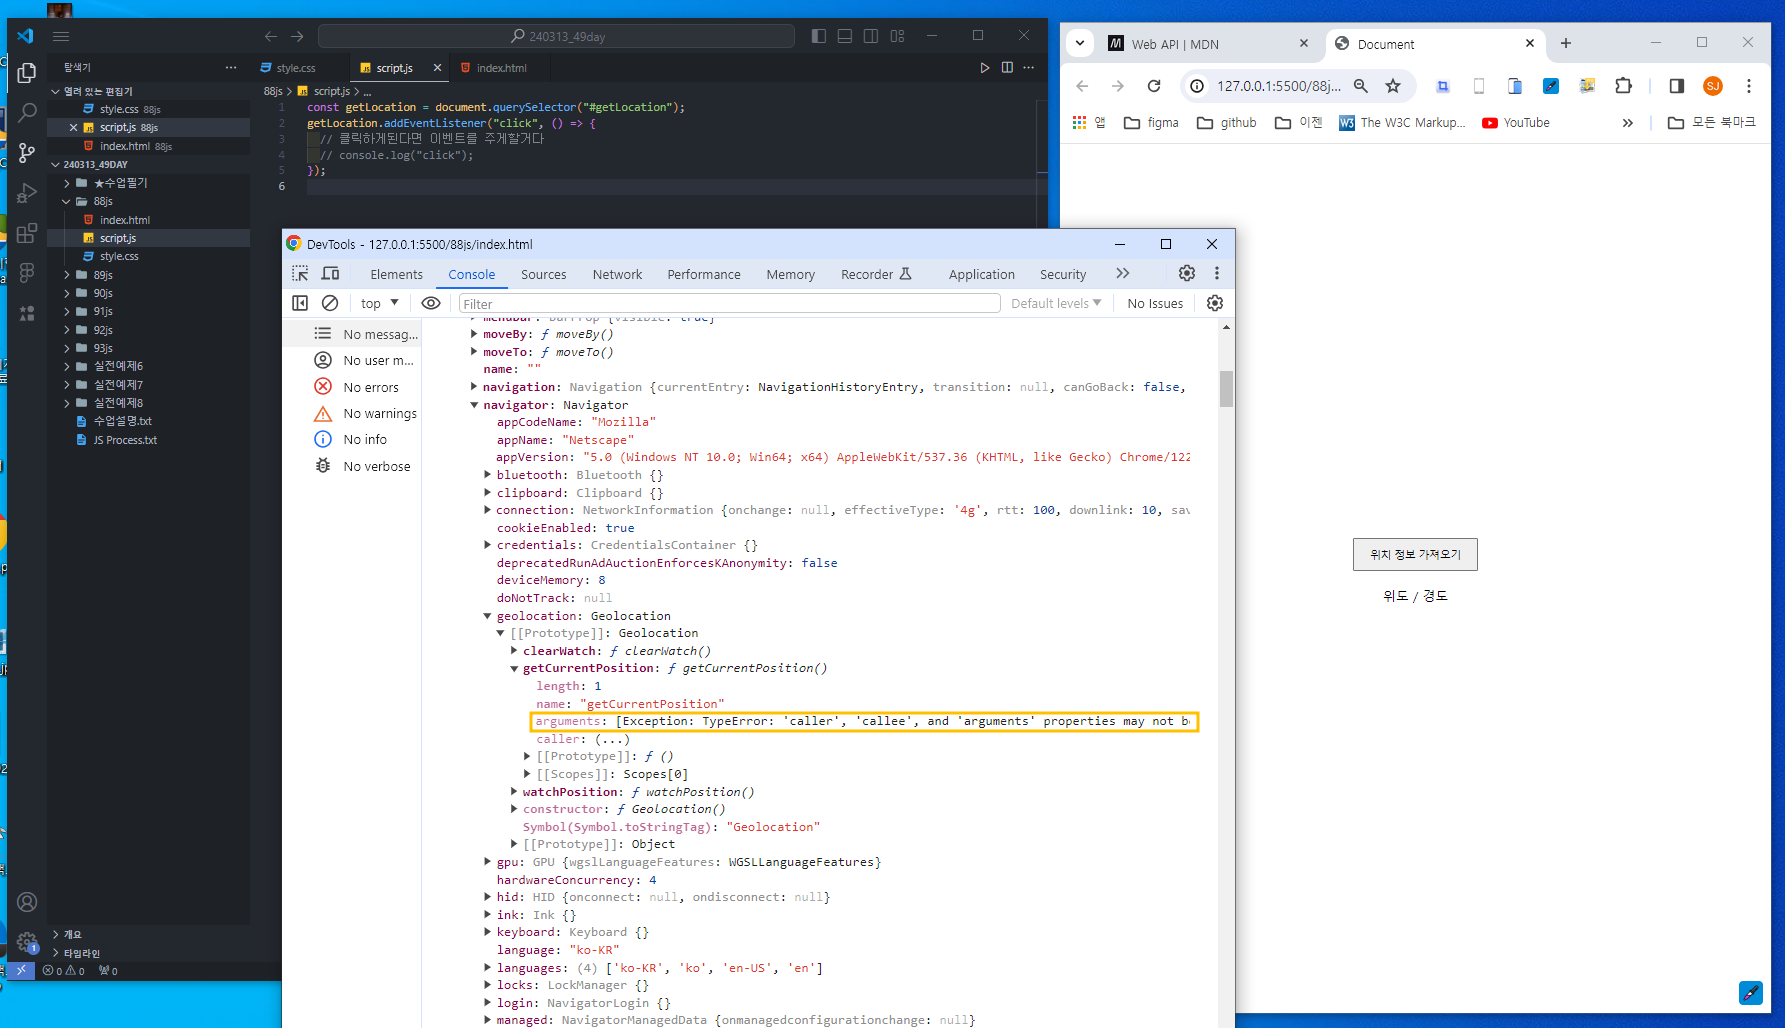 240313_49day
탐색기
열려 있는 편집기
style.css 88js
script.js 88js
index.html 88js
240313_49DAY
★수업필기
88js
index.html
script.js
style.css
89js
90js
91js
92js
93js
실전예제6
실전예제7
실전예제8
수업설명.txt
JS Process.txt
개요
타임라인
1
0 0 0
style.css
script.js
index.html
88js > script.js > ...
1 const getLocation = document.querySelector("#getLocation");
2 getLocation.addEventListener("click", () => {
3 // 클릭하게된다면 이벤트를 주게할거다
4 // console.log("click");
5 });
6
DevTools - 127.0.0.1:5500/88js/index.html
Elements Console Sources Network Performance Memory Recorder Application Security
top Filter Default levels No Issues
No messag...
No user m...
No errors
No warnings
No info
No verbose
menubar: BarProp {visible: true}
moveBy: ƒ moveBy()
moveTo: ƒ moveTo()
name: ""
navigation: Navigation {currentEntry: NavigationHistoryEntry, transition: null, canGoBack: false,
navigator: Navigator
appCodeName: "Mozilla"
appName: "Netscape"
appVersion: "5.0 (Windows NT 10.0; Win64; x64) AppleWebKit/537.36 (KHTML, like Gecko) Chrome/122
bluetooth: Bluetooth {}
clipboard: Clipboard {}
connection: NetworkInformation {onchange: null, effectiveType: '4g', rtt: 100, downlink: 10, sav
cookieEnabled: true
credentials: CredentialsContainer {}
deprecatedRunAdAuctionEnforcesKAnonymity: false
deviceMemory: 8
doNotTrack: null
geolocation: Geolocation
[[Prototype]]: Geolocation
clearWatch: ƒ clearWatch()
getCurrentPosition: ƒ getCurrentPosition()
length: 1
name: "getCurrentPosition"
arguments: [Exception: TypeError: 'caller', 'callee', and 'arguments' properties may not be
caller: (...)
[[Prototype]]: ƒ ()
[[Scopes]]: Scopes[0]
watchPosition: ƒ watchPosition()
constructor: ƒ Geolocation()
Symbol(Symbol.toStringTag): "Geolocation"
[[Prototype]]: Object
gpu: GPU {wgslLanguageFeatures: WGSLLanguageFeatures}
hardwareConcurrency: 4
hid: HID {onconnect: null, ondisconnect: null}
ink: Ink {}
keyboard: Keyboard {}
language: "ko-KR"
languages: (4) ['ko-KR', 'ko', 'en-US', 'en']
locks: LockManager {}
login: NavigatorLogin {}
managed: NavigatorManagedData {onmanagedconfigurationchange: null}
Web API | MDN
Document
127.0.0.1:5500/88j...
SJ
앱 figma github 이젠 The W3C Markup... YouTube » 모든 북마크
위치 정보 가져오기
위도 / 경도